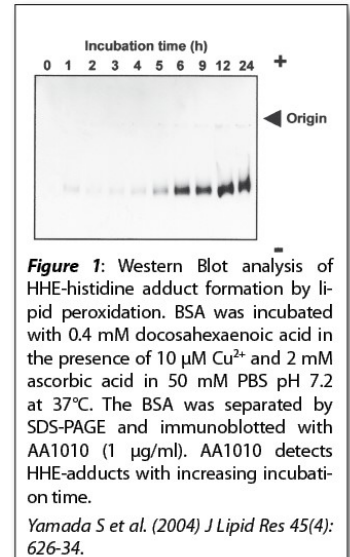 Incubation time (h)
0 1 2 3 4 5 6 9 12 24 +
Origin
-
Figure 1: Western Blot analysis of
HHE-histidine adduct formation by li-
pid peroxidation. BSA was incubated
with 0.4 mM docosahexaenoic acid in
the presence of 10 µM Cu²⁺ and 2 mM
ascorbic acid in 50 mM PBS pH 7.2
at 37°C. The BSA was separated by
SDS-PAGE and immunoblotted with
AA1010 (1 µg/ml). AA1010 detects
HHE-adducts with increasing incubati-
on time.
Yamada S et al. (2004) J Lipid Res 45(4):
626-34.